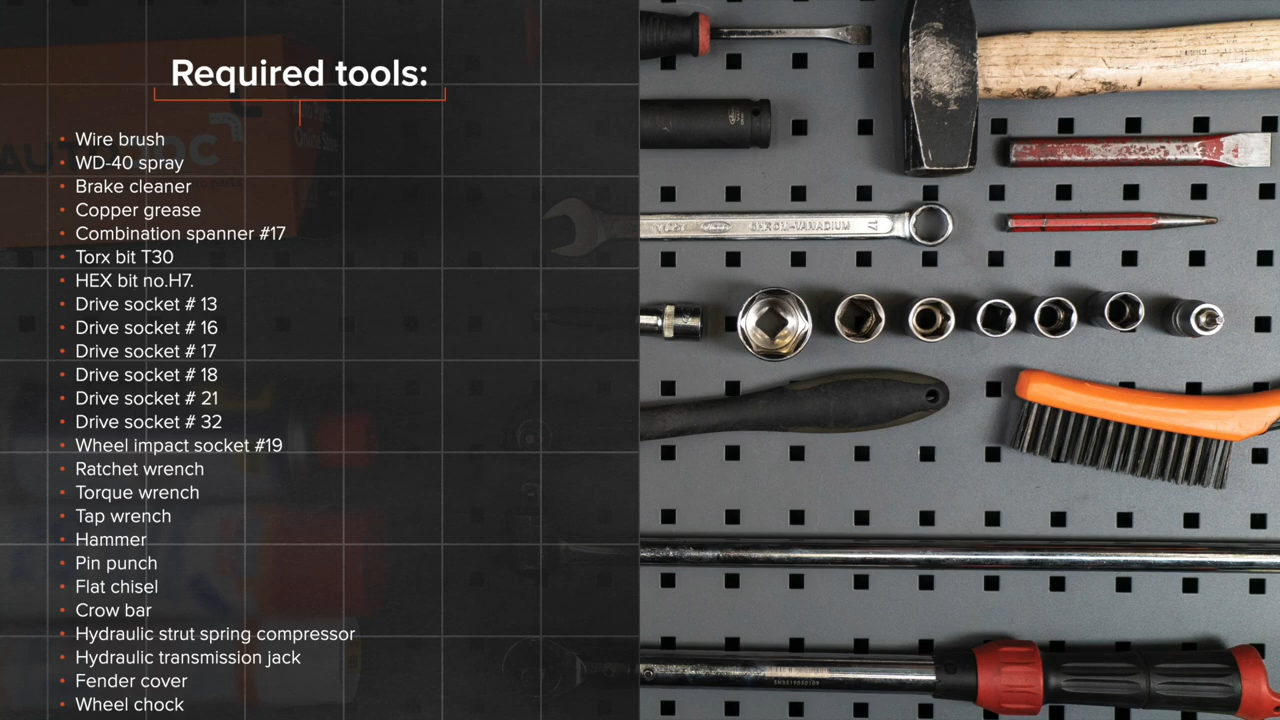 Required tools:
Wire brush
WD-40 spray
Brake cleaner
Copper grease
Combination spanner #17
Torx bit T30
HEX bit no.H7.
Drive socket # 13
Drive socket # 16
Drive socket # 17
Drive socket # 18
Drive socket # 21
Drive socket # 32
Wheel impact socket #19
Ratchet wrench
Torque wrench
Tap wrench
Hammer
Pin punch
Flat chisel
Crow bar
Hydraulic strut spring compressor
Hydraulic transmission jack
Fender cover
Wheel chock
CHROM-VANADIUM 17